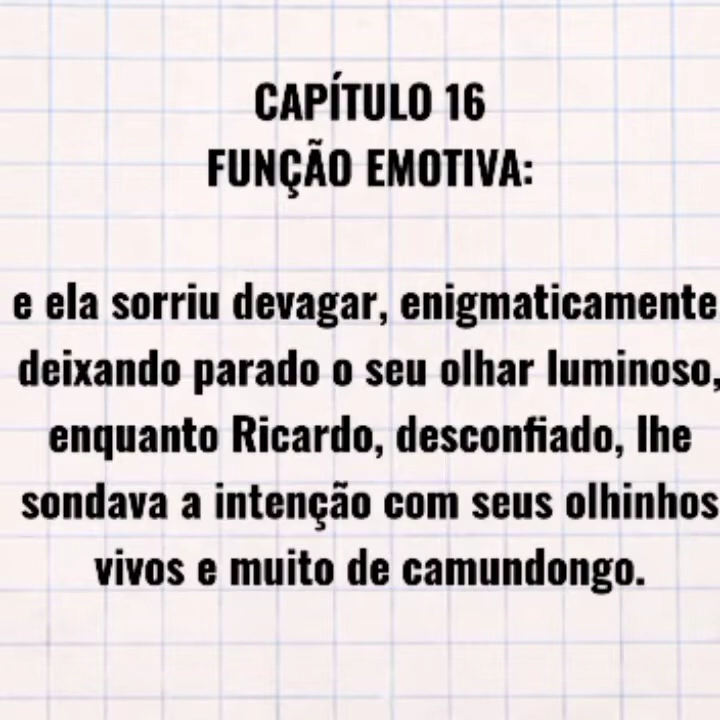 CAPÍTULO 16
FUNÇÃO EMOTIVA:
e ela sorriu devagar, enigmaticamente
deixando parado o seu olhar luminoso,
enquanto Ricardo, desconfiado, lhe
sondava a intenção com seus olhinhos
vivos e muito de camundongo.